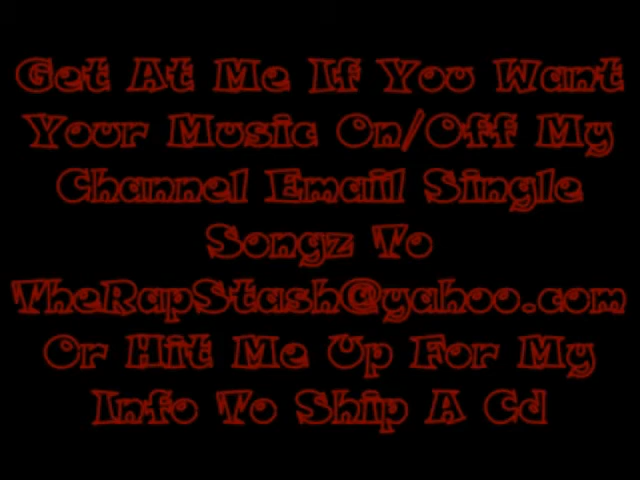 Get At Me If You Want
Your Music On/Off My
Channel Email Single
Songz To
TheRapStash@yahoo.com
Or Hit Me Up For My
Info To Ship A Cd